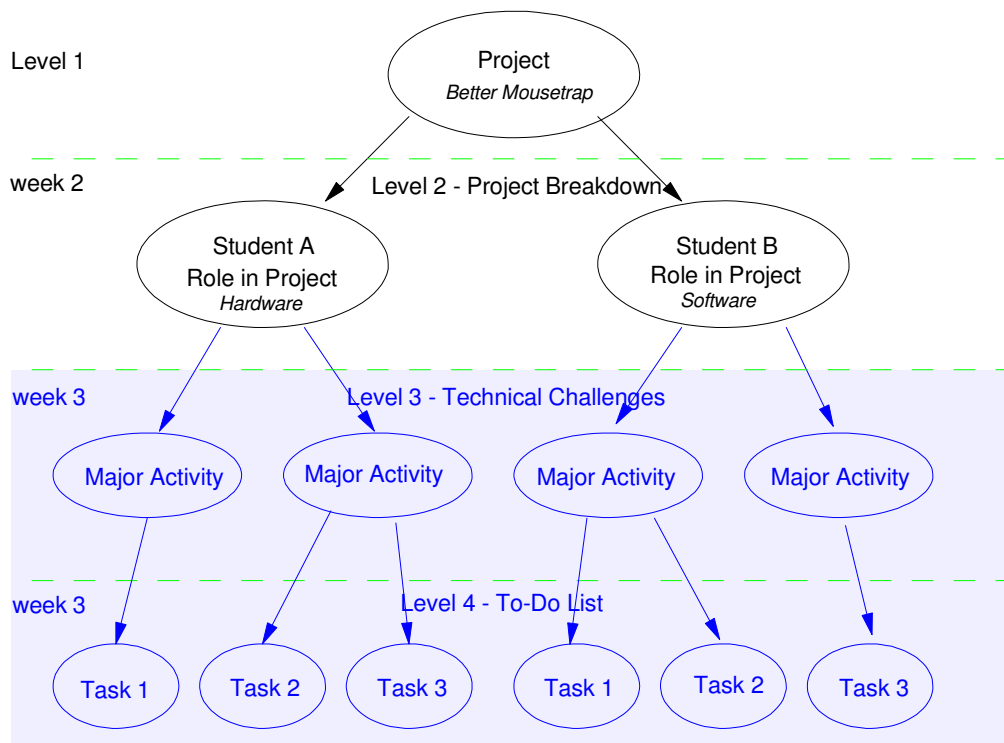 Level 1
Project
Better Mousetrap
week 2
Level 2 - Project Breakdown
Student A
Role in Project
Hardware
Student B
Role in Project
Software
week 3
Level 3 - Technical Challenges
Major Activity
Major Activity
Major Activity
Major Activity
week 3
Level 4 - To-Do List
Task 1
Task 2
Task 3
Task 1
Task 2
Task 3